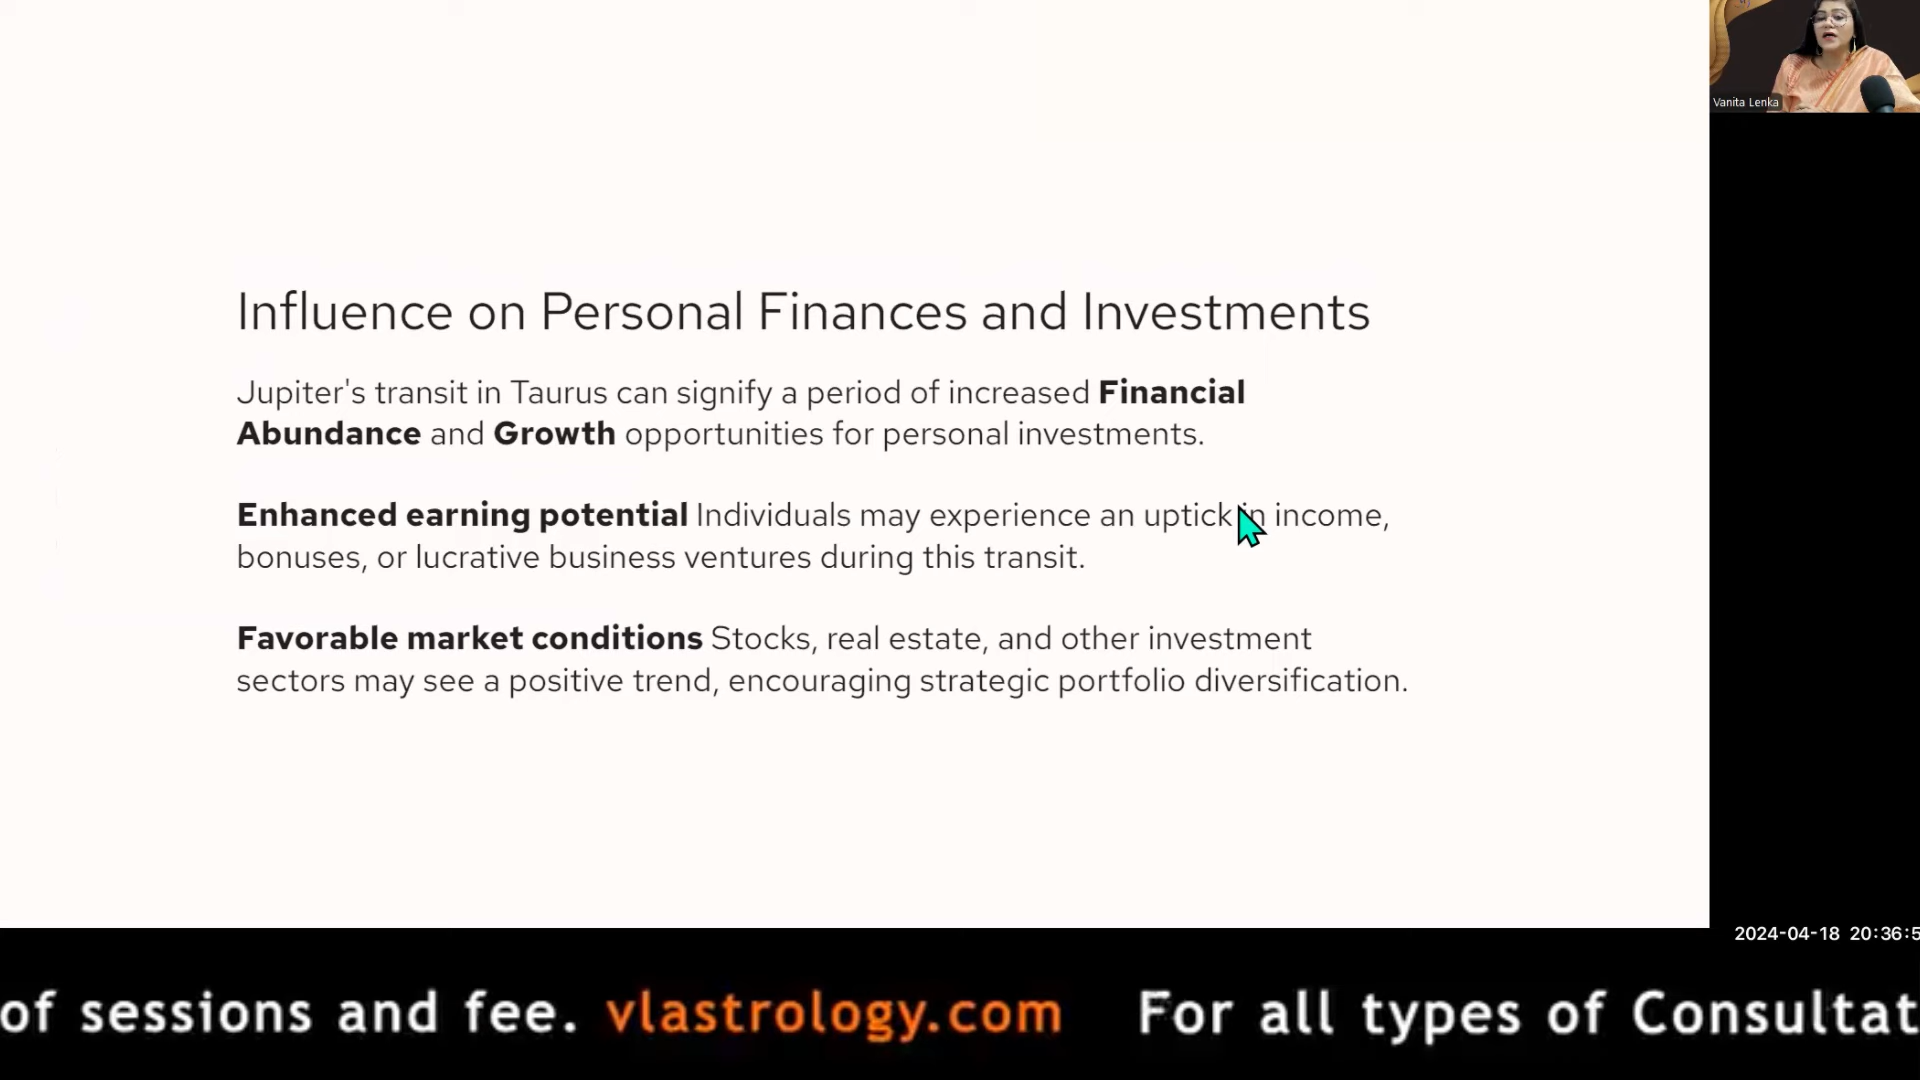 Vanita Lenka
Influence on Personal Finances and Investments
Jupiter's transit in Taurus can signify a period of increased Financial
Abundance and Growth opportunities for personal investments.
Enhanced earning potential Individuals may experience an uptick in income,
bonuses, or lucrative business ventures during this transit.
Favorable market conditions Stocks, real estate, and other investment
sectors may see a positive trend, encouraging strategic portfolio diversification.
2024-04-18 20:36:5
of sessions and fee. vlastrology.com For all types of Consultat